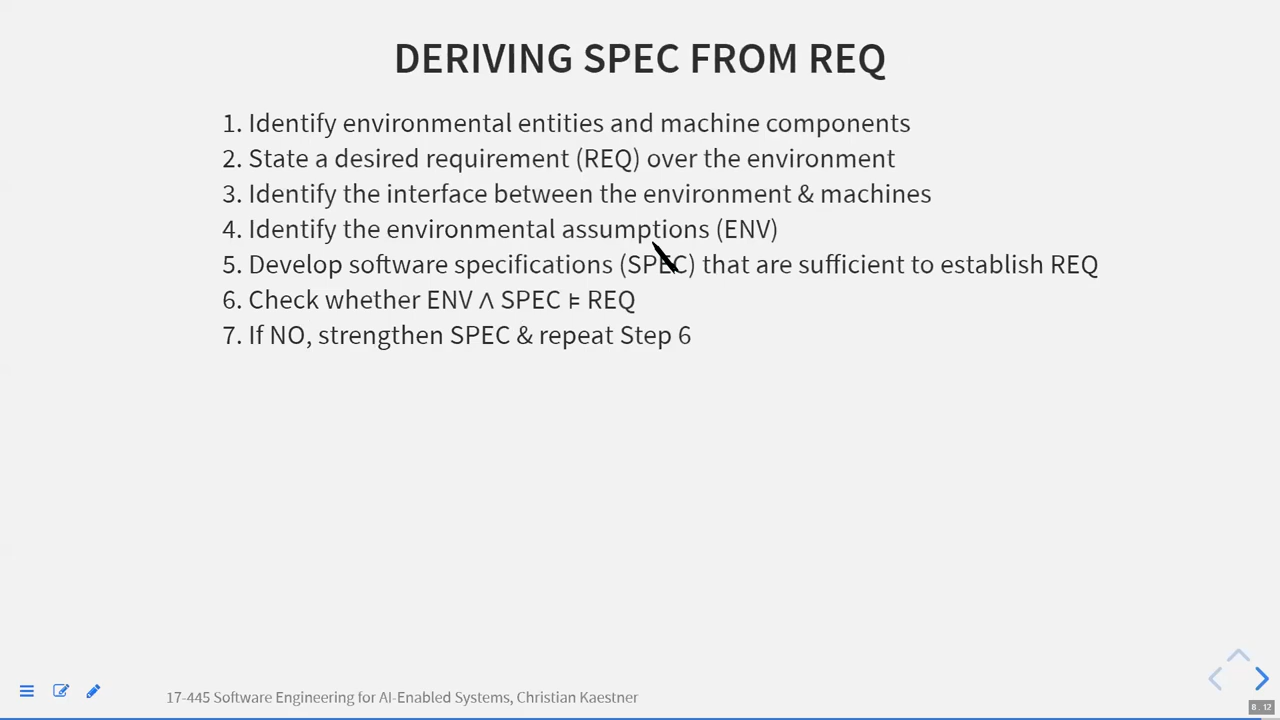 DERIVING SPEC FROM REQ
1. Identify environmental entities and machine components
2. State a desired requirement (REQ) over the environment
3. Identify the interface between the environment & machines
4. Identify the environmental assumptions (ENV)
5. Develop software specifications (SPEC) that are sufficient to establish REQ
6. Check whether ENV ∧ SPEC ⊧ REQ
7. If NO, strengthen SPEC & repeat Step 6
17-445 Software Engineering for AI-Enabled Systems, Christian Kaestner
8.12